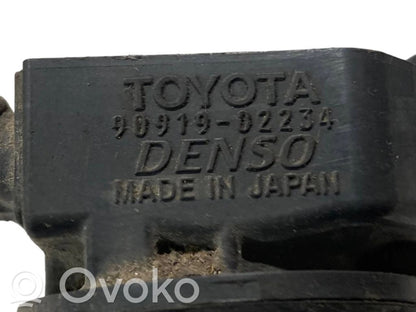 TOYOTA
90919-02234
DENSO
MADE IN JAPAN
Ovoko